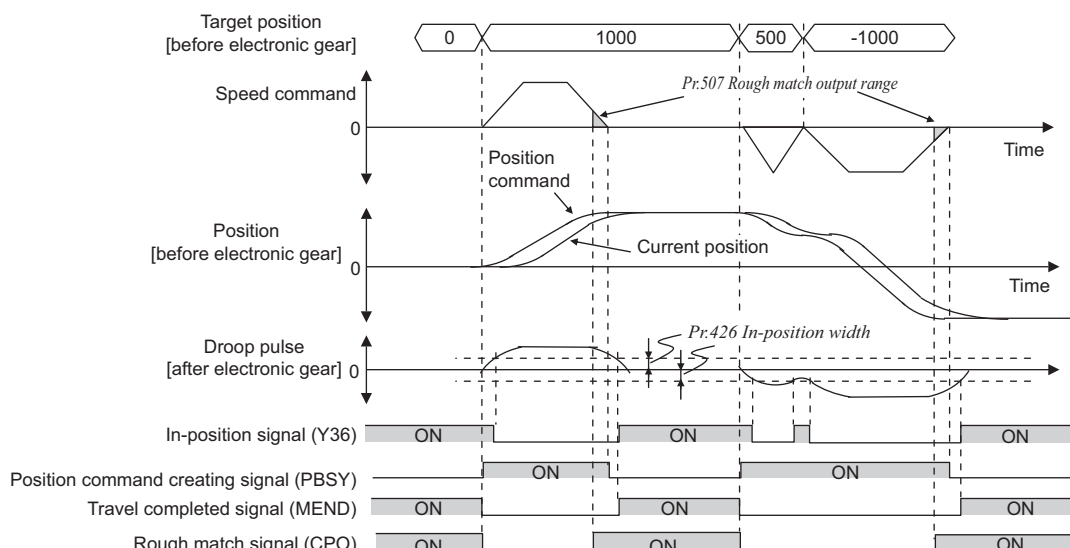 Target position
[before electronic gear]
0
1000
500
-1000
Speed command
Pr.507 Rough match output range
0
Time
Position
command
Position
[before electronic gear]
Current position
0
Time
Pr.426 In-position width
Droop pulse
[after electronic gear]
0
In-position signal (Y36)
ON
ON
ON
Position command creating signal (PBSY)
ON
ON
Travel completed signal (MEND)
ON
ON
ON
Rough match signal (CPO)
ON
ON
ON